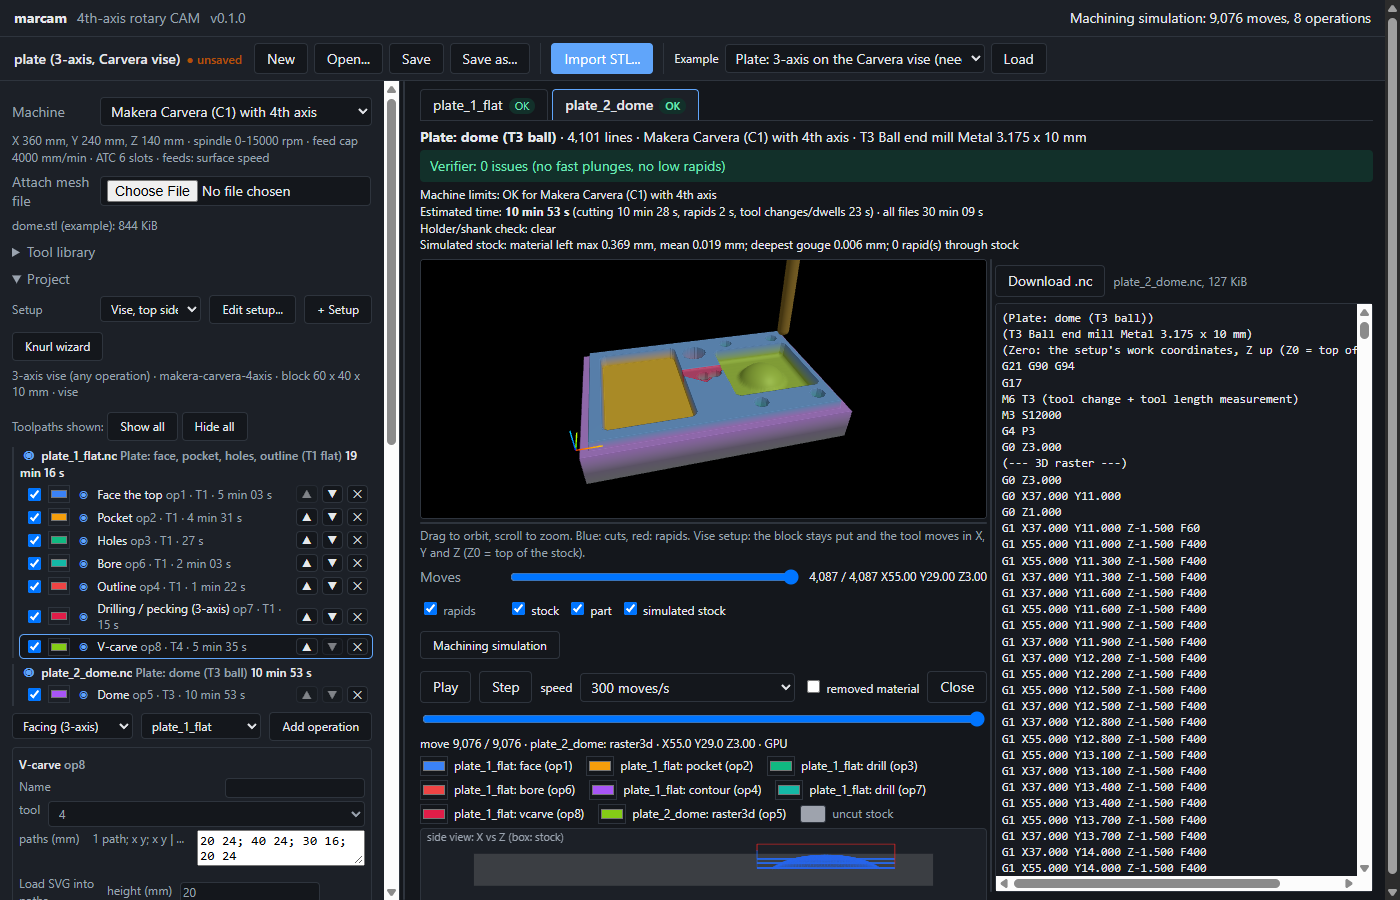 marcam 4th-axis rotary CAM v0.1.0
Machining simulation: 9,076 moves, 8 operations
plate (3-axis, Carvera vise) ● unsaved New Open... Save Save as... Import STL... Example Plate: 3-axis on the Carvera vise (nee Load
Machine Makera Carvera (C1) with 4th axis
X 360 mm, Y 240 mm, Z 140 mm · spindle 0-15000 rpm · feed cap
4000 mm/min · ATC 6 slots · feeds: surface speed
Attach mesh
file
Choose File No file chosen
dome.stl (example): 844 KiB
▶ Tool library
▼ Project
Setup Vise, top side Edit setup... + Setup
Knurl wizard
3-axis vise (any operation) · makera-carvera-4axis · block 60 x 40 x
10 mm · vise
Toolpaths shown: Show all Hide all
plate_1_flat.nc Plate: face, pocket, holes, outline (T1 flat) 19
min 16 s
Face the top op1 · T1 · 5 min 03 s ▲ ▼ ✕
Pocket op2 · T1 · 4 min 31 s ▲ ▼ ✕
Holes op3 · T1 · 27 s ▲ ▼ ✕
Bore op6 · T1 · 2 min 03 s ▲ ▼ ✕
Outline op4 · T1 · 1 min 22 s ▲ ▼ ✕
Drilling / pecking (3-axis) op7 · T1 ·
15 s ▲ ▼ ✕
V-carve op8 · T4 · 5 min 35 s ▲ ▼ ✕
plate_2_dome.nc Plate: dome (T3 ball) 10 min 53 s
Dome op5 · T3 · 10 min 53 s ▲ ▼ ✕
Facing (3-axis) plate_1_flat Add operation
V-carve op8
Name
tool 4
paths (mm) 1 path; x y; x y | ...
20 24; 40 24; 30 16;
20 24
Load SVG into
height (mm) 20
plate_1_flat OK plate_2_dome OK
Plate: dome (T3 ball) · 4,101 lines · Makera Carvera (C1) with 4th axis · T3 Ball end mill Metal 3.175 x 10 mm
Verifier: 0 issues (no fast plunges, no low rapids)
Machine limits: OK for Makera Carvera (C1) with 4th axis
Estimated time: 10 min 53 s (cutting 10 min 28 s, rapids 2 s, tool changes/dwells 23 s) · all files 30 min 09 s
Holder/shank check: clear
Simulated stock: material left max 0.369 mm, mean 0.019 mm; deepest gouge 0.006 mm; 0 rapid(s) through stock
Drag to orbit, scroll to zoom. Blue: cuts, red: rapids. Vise setup: the block stays put and the tool moves in X,
Y and Z (Z0 = top of the stock).
Moves 4,087 / 4,087 X55.00 Y29.00 Z3.00
rapids stock part simulated stock
Machining simulation
Play Step speed 300 moves/s removed material Close
move 9,076 / 9,076 · plate_2_dome: raster3d · X55.0 Y29.0 Z3.00 · GPU
plate_1_flat: face (op1) plate_1_flat: pocket (op2) plate_1_flat: drill (op3)
plate_1_flat: bore (op6) plate_1_flat: contour (op4) plate_1_flat: drill (op7)
plate_1_flat: vcarve (op8) plate_2_dome: raster3d (op5) uncut stock
side view: X vs Z (box: stock)
Download .nc plate_2_dome.nc, 127 KiB
(Plate: dome (T3 ball))
(T3 Ball end mill Metal 3.175 x 10 mm)
(Zero: the setup's work coordinates, Z up (Z0 = top of
G21 G90 G94
G17
M6 T3 (tool change + tool length measurement)
M3 S12000
G4 P3
G0 Z3.000
(--- 3D raster ---)
G0 Z3.000
G0 X37.000 Y11.000
G0 Z1.000
G1 X37.000 Y11.000 Z-1.500 F60
G1 X55.000 Y11.000 Z-1.500 F400
G1 X55.000 Y11.300 Z-1.500 F400
G1 X37.000 Y11.300 Z-1.500 F400
G1 X37.000 Y11.600 Z-1.500 F400
G1 X55.000 Y11.600 Z-1.500 F400
G1 X55.000 Y11.900 Z-1.500 F400
G1 X37.000 Y11.900 Z-1.500 F400
G1 X37.000 Y12.200 Z-1.500 F400
G1 X55.000 Y12.200 Z-1.500 F400
G1 X55.000 Y12.500 Z-1.500 F400
G1 X37.000 Y12.500 Z-1.500 F400
G1 X37.000 Y12.800 Z-1.500 F400
G1 X55.000 Y12.800 Z-1.500 F400
G1 X55.000 Y13.100 Z-1.500 F400
G1 X37.000 Y13.100 Z-1.500 F400
G1 X37.000 Y13.400 Z-1.500 F400
G1 X55.000 Y13.400 Z-1.500 F400
G1 X55.000 Y13.700 Z-1.500 F400
G1 X37.000 Y13.700 Z-1.500 F400
G1 X37.000 Y14.000 Z-1.500 F400
G1 X55.000 Y14.000 Z-1.500 F400